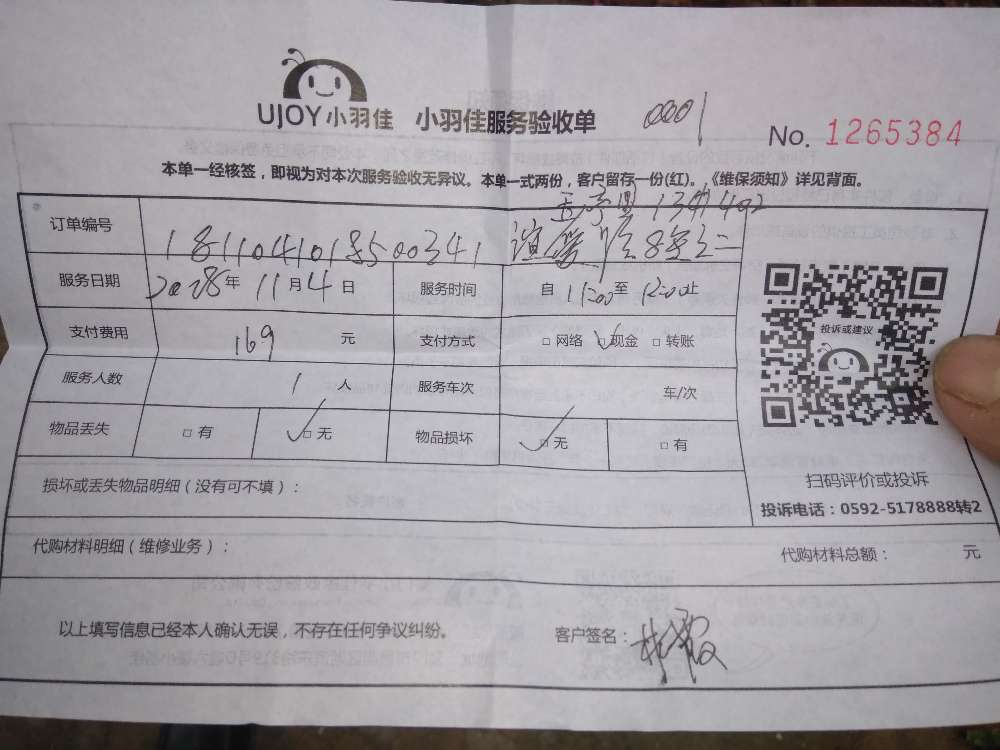 UJOY小羽佳 小羽佳服务验收单 0001
No. 1265384
本单一经核签，即视为对本次服务验收无异议。本单一式两份，客户留存一份(红)。《维保须知》详见背面。
订单编号
服务日期 2028年 11月4日 服务时间 自 11:00至 12:00止
支付费用 169 元 支付方式 □ 网络 □现金 □ 转账
服务人数 1 人 服务车次 车/次
物品丢失 □ 有 □ 无 物品损坏 □ 无 □ 有
投诉或建议
扫码评价或投诉
投诉电话：0592-5178888转2
损坏或丢失物品明细（没有可不填）：
代购材料明细（维修业务）： 代购材料总额： 元
以上填写信息已经本人确认无误，不存在任何争议纠纷。 客户签名：